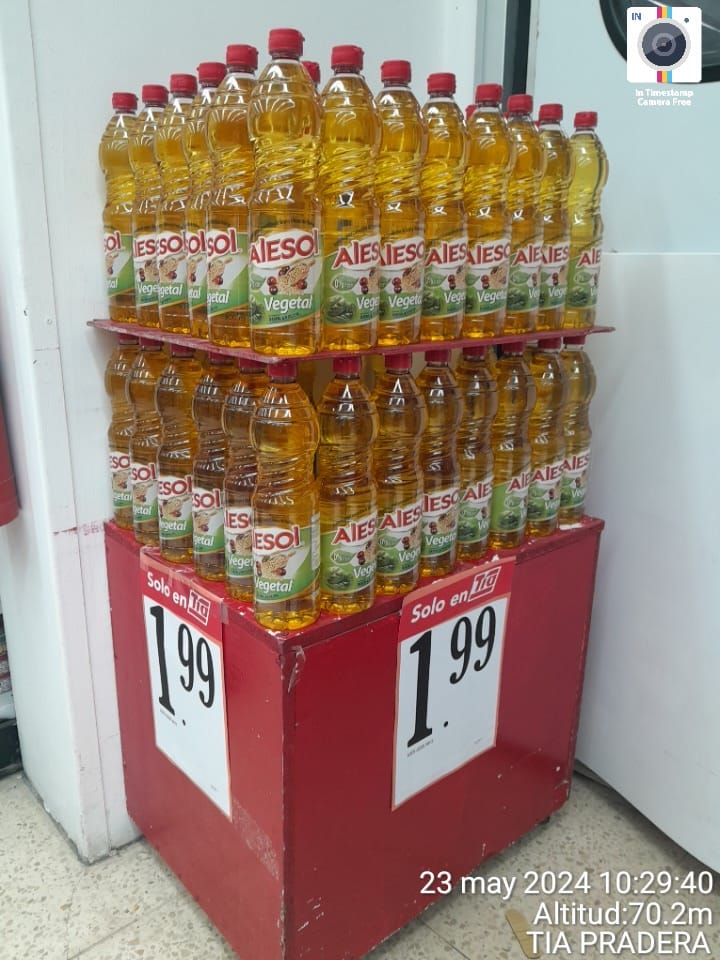 IN
In Timestamp
Camera Free
ALESOL
Vegetal
Solo en Tía
1.99
Solo en Tía
1.99
23 may 2024 10:29:40
Altitud:70.2m
TIA PRADERA